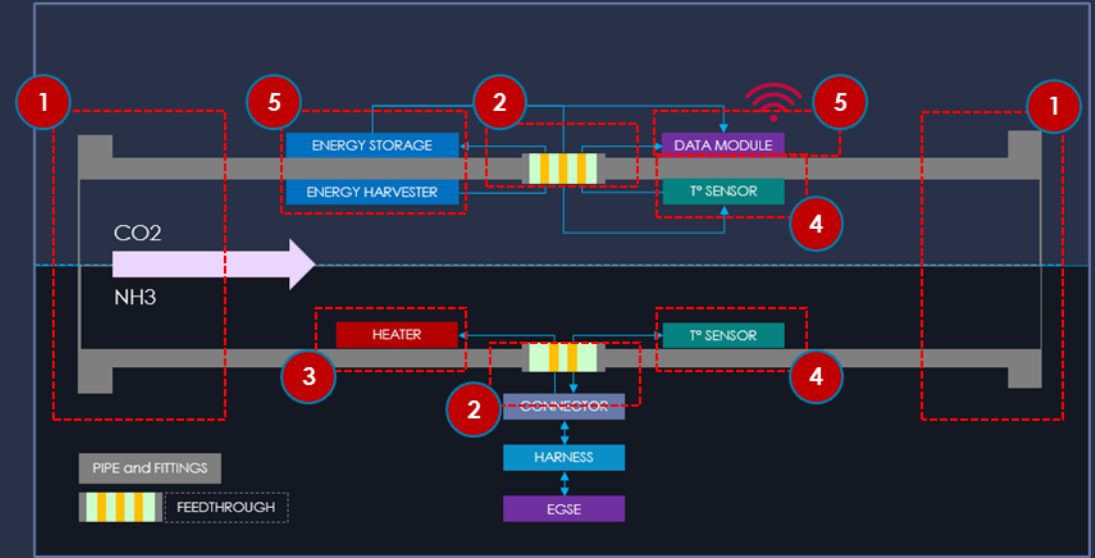 1
5
2
5
1
ENERGY STORAGE
DATA MODULE
ENERGY HARVESTER
T° SENSOR
4
CO2
NH3
HEATER
T° SENSOR
3
4
2
CONNECTOR
HARNESS
PIPE and FITTINGS
FEEDTHROUGH
EGSE